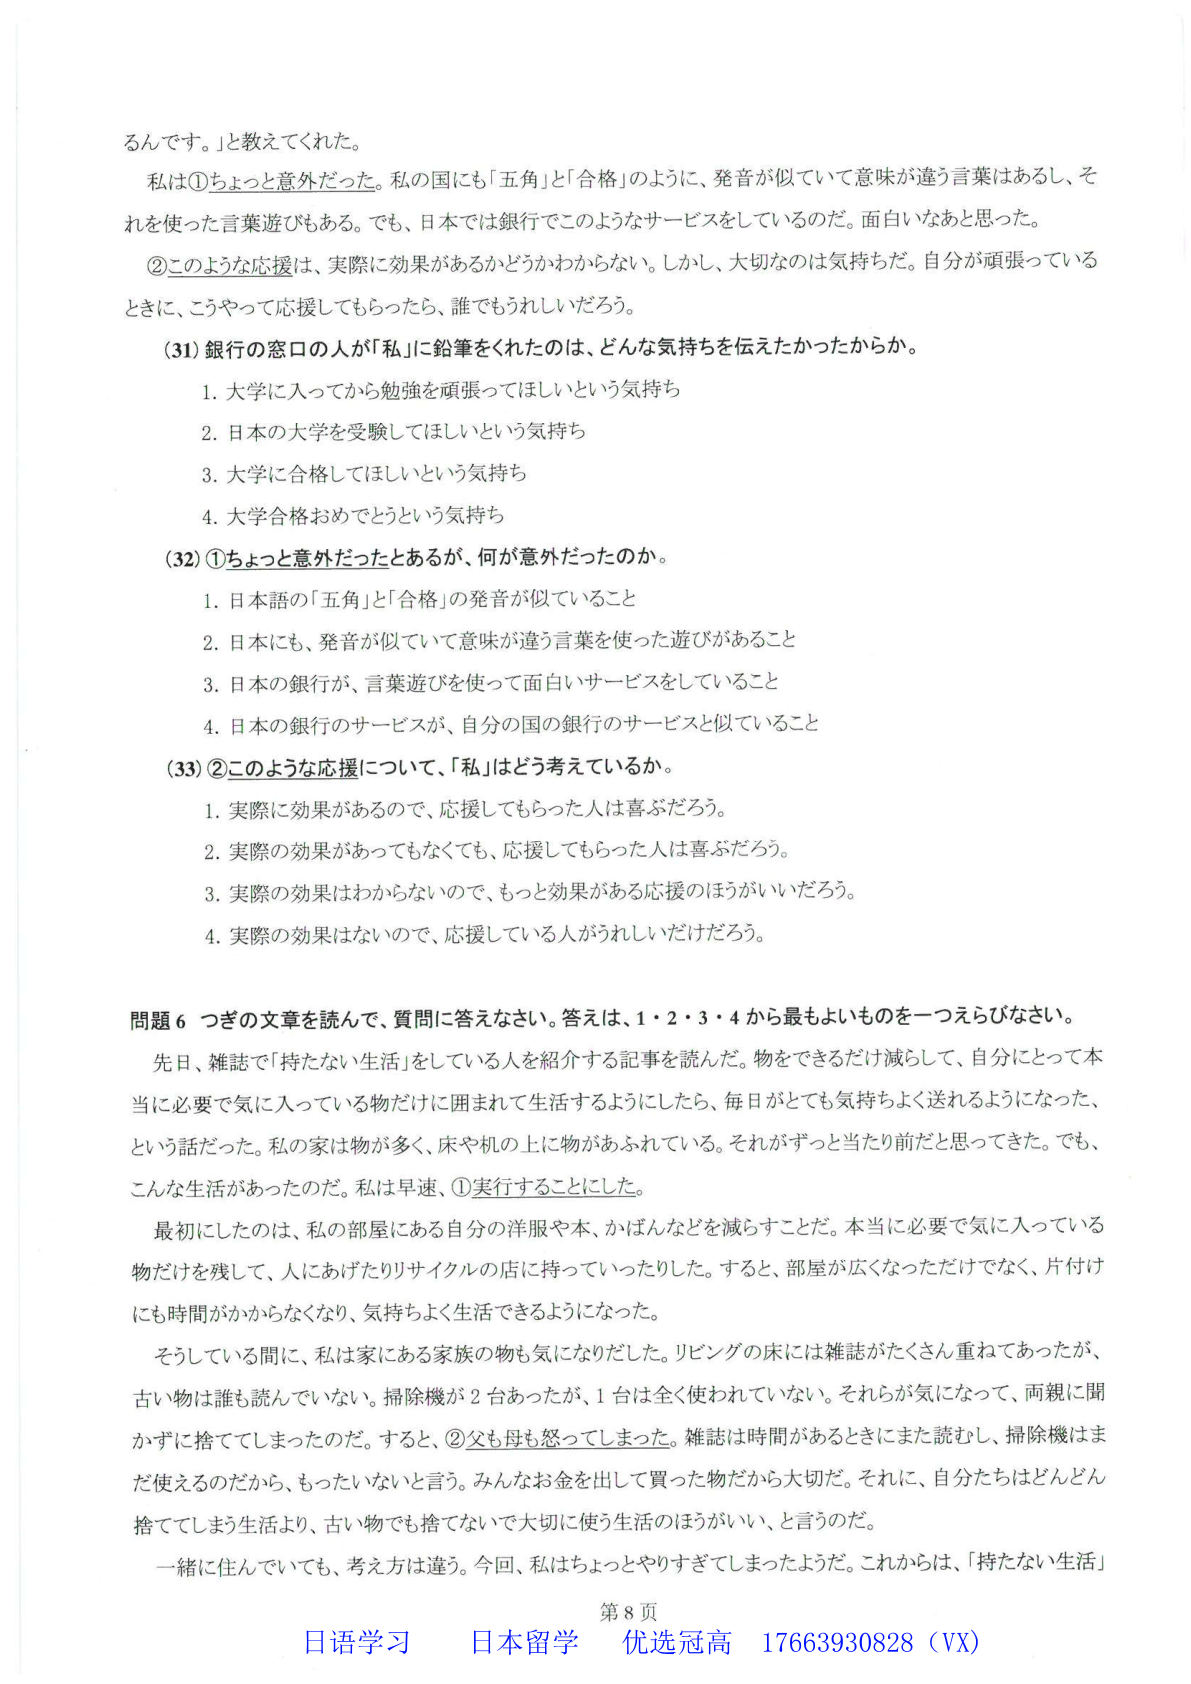 るんです。」と教えてくれた。
私は①ちょっと意外だった。私の国にも「五角」と「合格」のように、発音が似ていて意味が違う言葉はあるし、そ
れを使った言葉遊びもある。でも、日本では銀行でこのようなサービスをしているのだ。面白いなあと思った。
②このような応援は、実際に効果があるかどうかわからない。しかし、大切なのは気持ちだ。自分が頑張っている
ときに、こうやって応援してもらったら、誰でもうれしいだろう。
(31) 銀行の窓口の人が「私」に鉛筆をくれたのは、どんな気持ちを伝えたかったからか。
1. 大学に入ってから勉強を頑張ってほしいという気持ち
2. 日本の大学を受験してほしいという気持ち
3. 大学に合格してほしいという気持ち
4. 大学合格おめでとうという気持ち
(32) ①ちょっと意外だったとあるが、何が意外だったのか。
1. 日本語の「五角」と「合格」の発音が似ていること
2. 日本にも、発音が似ていて意味が違う言葉を使った遊びがあること
3. 日本の銀行が、言葉遊びを使って面白いサービスをしていること
4. 日本の銀行のサービスが、自分の国の銀行のサービスと似ていること
(33) ②このような応援について、「私」はどう考えているか。
1. 実際に効果があるので、応援してもらった人は喜ぶだろう。
2. 実際の効果があってもなくても、応援してもらった人は喜ぶだろう。
3. 実際の効果はわからないので、もっと効果がある応援のほうがいいだろう。
4. 実際の効果はないので、応援している人がうれしいだけだろう。
問題 6 つぎの文章を読んで、質問に答えなさい。答えは、1・2・3・4 から最もよいものを一つえらびなさい。
先日、雑誌で「持たない生活」をしている人を紹介する記事を読んだ。物をできるだけ減らして、自分にとって本
当に必要で気に入っている物だけに囲まれて生活するようにしたら、毎日がとても気持ちよく送れるようになった、
という話だった。私の家は物が多く、床や机の上に物があふれている。それがずっと当たり前だと思ってきた。でも、
こんな生活があったのだ。私は早速、①実行することにした。
最初にしたのは、私の部屋にある自分の洋服や本、かばんなどを減らすことだ。本当に必要で気に入っている
物だけを残して、人にあげたりリサイクルの店に持っていったりした。すると、部屋が広くなっただけでなく、片付け
にも時間がかからなくなり、気持ちよく生活できるようになった。
そうしている間に、私は家にある家族の物も気になりだした。リビングの床には雑誌がたくさん重ねてあったが、
古い物は誰も読んでいない。掃除機が 2 台あったが、1 台は全く使われていない。それらが気になって、両親に聞
かずに捨ててしまったのだ。すると、②父も母も怒ってしまった。雑誌は時間があるときにまた読むし、掃除機はま
だ使えるのだから、もったいないと言う。みんなお金を出して買った物だから大切だ。それに、自分たちはどんどん
捨ててしまう生活より、古い物でも捨てないで大切に使う生活のほうがいい、と言うのだ。
一緒に住んでいても、考え方は違う。今回、私はちょっとやりすぎてしまったようだ。これからは、「持たない生活」
第 8 页
日语学习 日本留学 优选冠高 17663930828（VX）